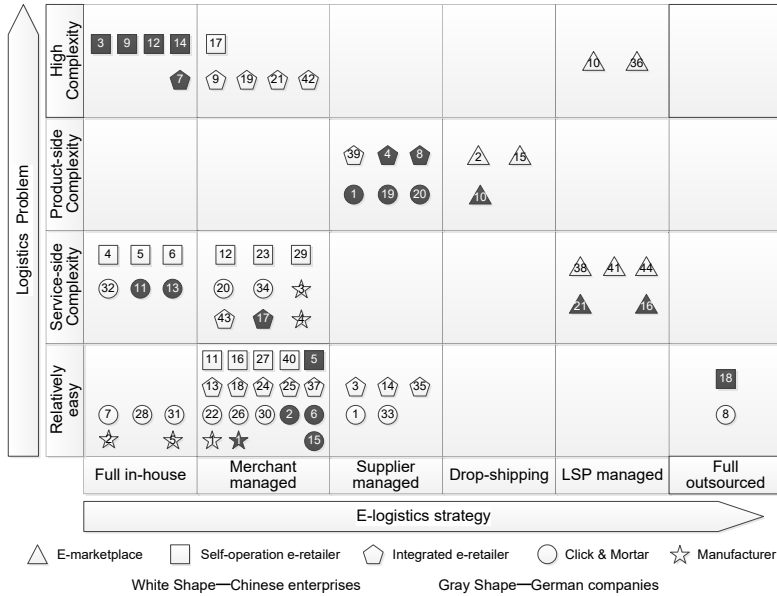 High
Complexity
3 9 12 14 17
10 36
7 9 19 21 42
Product-side
Complexity
39 4 8 2 15
1 19 20 10
Service-side
Complexity
4 5 6 12 23 29
38 41 44
32 11 13 20 34 3
21 16
43 17 4
Relatively
easy
11 16 27 40 5
18
13 18 24 25 37 3 14 35
7 28 31 22 26 30 2 6 1 33 8
2 5 1 1 15
Logistics Problem
Full in-house Merchant managed Supplier managed Drop-shipping LSP managed Full outsourced
E-logistics strategy
E-marketplace Self-operation e-retailer Integrated e-retailer Click & Mortar Manufacturer
White Shape—Chinese enterprises Gray Shape—German companies